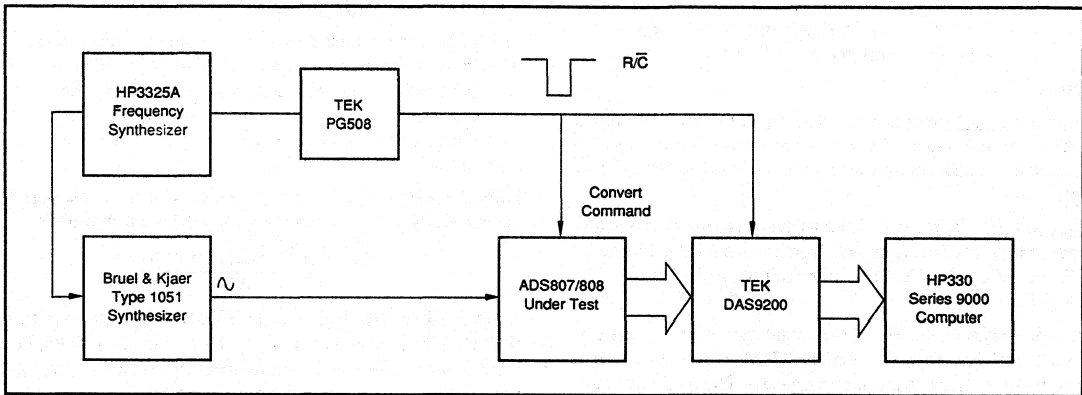 HP3325A
Frequency
Synthesizer
TEK
PG508
R/C̅
Convert
Command
Bruel & Kjaer
Type 1051
Synthesizer
ADS807/808
Under Test
TEK
DAS9200
HP330
Series 9000
Computer